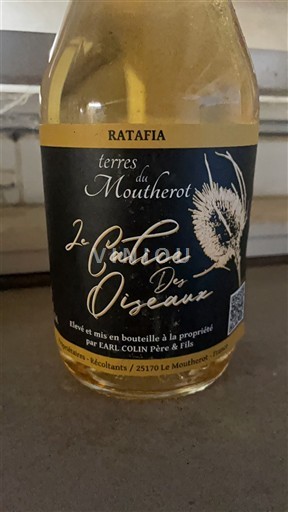 RATAFIA
terres
du
Moutherot
Le
Calice
Des
Oiseaux
Elevé et mis en bouteille à la propriété
par EARL COLIN Père & Fils
Récoltants / 25170 Le Moutherot -